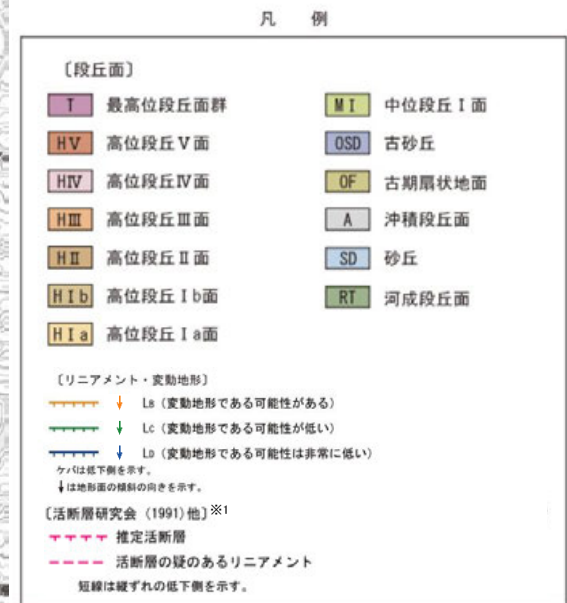 凡 例
〔段丘面〕
T 最高位段丘面群
HⅤ 高位段丘Ⅴ面
HⅣ 高位段丘Ⅳ面
HⅢ 高位段丘Ⅲ面
HⅡ 高位段丘Ⅱ面
HⅠb 高位段丘Ⅰb面
HⅠa 高位段丘Ⅰa面
MⅠ 中位段丘Ⅰ面
OSD 古砂丘
OF 古期扇状地面
A 沖積段丘面
SD 砂丘
RT 河成段丘面
〔リニアメント・変動地形〕
LB（変動地形である可能性がある）
LC（変動地形である可能性が低い）
LD（変動地形である可能性は非常に低い）
ケバは低下側を示す。
↓は地形面の傾斜の向きを示す。
〔活断層研究会（1991）他〕※1
推定活断層
活断層の疑のあるリニアメント
短線は縦ずれの低下側を示す。